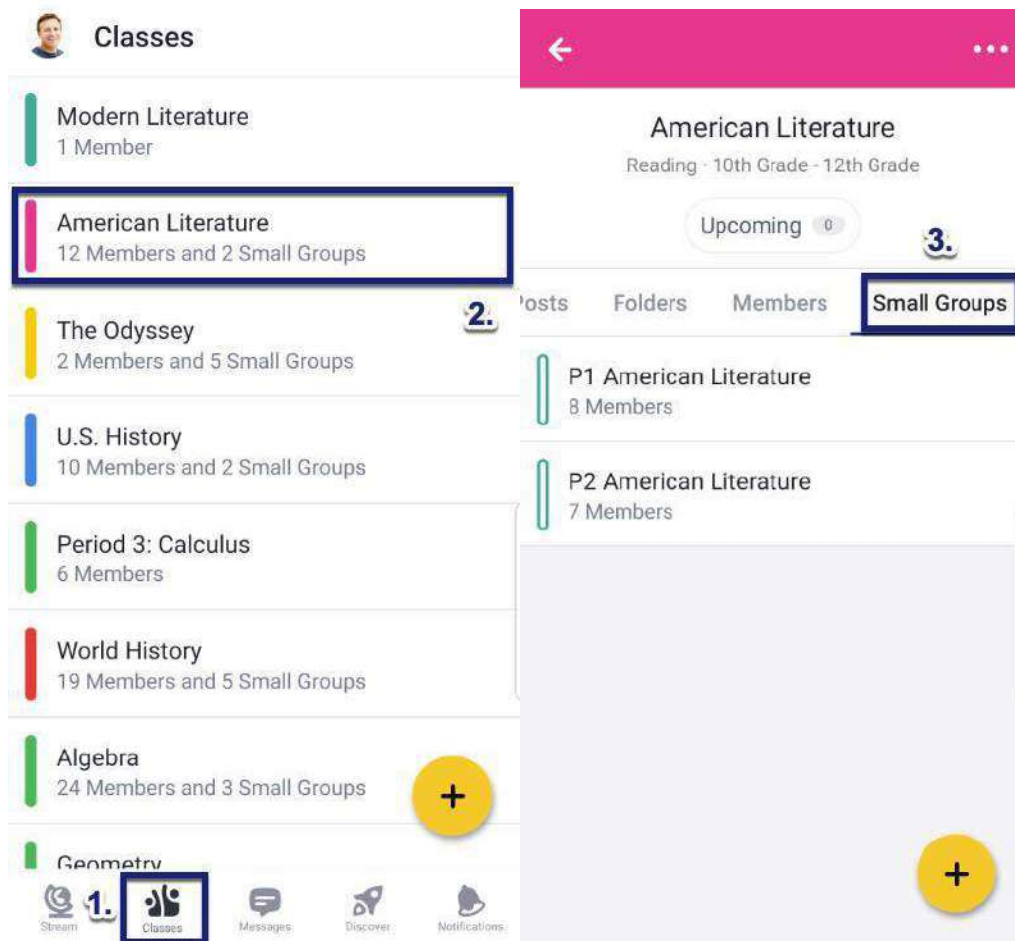 Classes
Modern Literature
1 Member
American Literature
12 Members and 2 Small Groups
2.
The Odyssey
2 Members and 5 Small Groups
U.S. History
10 Members and 2 Small Groups
Period 3: Calculus
6 Members
World History
19 Members and 5 Small Groups
Algebra
24 Members and 3 Small Groups
+
Geometry
1.
Stream
Classes
Messages
Discover
Notifications
American Literature
Reading · 10th Grade - 12th Grade
Upcoming 0
3.
Posts Folders Members Small Groups
P1 American Literature
8 Members
P2 American Literature
7 Members
+